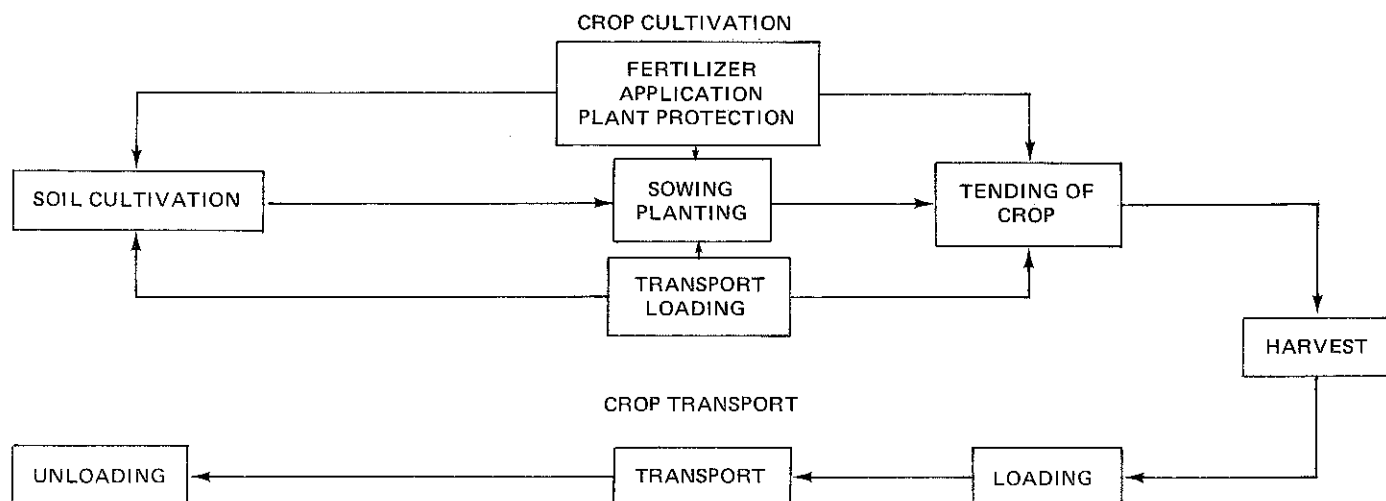 CROP CULTIVATION
FERTILIZER
APPLICATION
PLANT PROTECTION
SOIL CULTIVATION
SOWING
PLANTING
TENDING OF
CROP
TRANSPORT
LOADING
HARVEST
CROP TRANSPORT
UNLOADING
TRANSPORT
LOADING